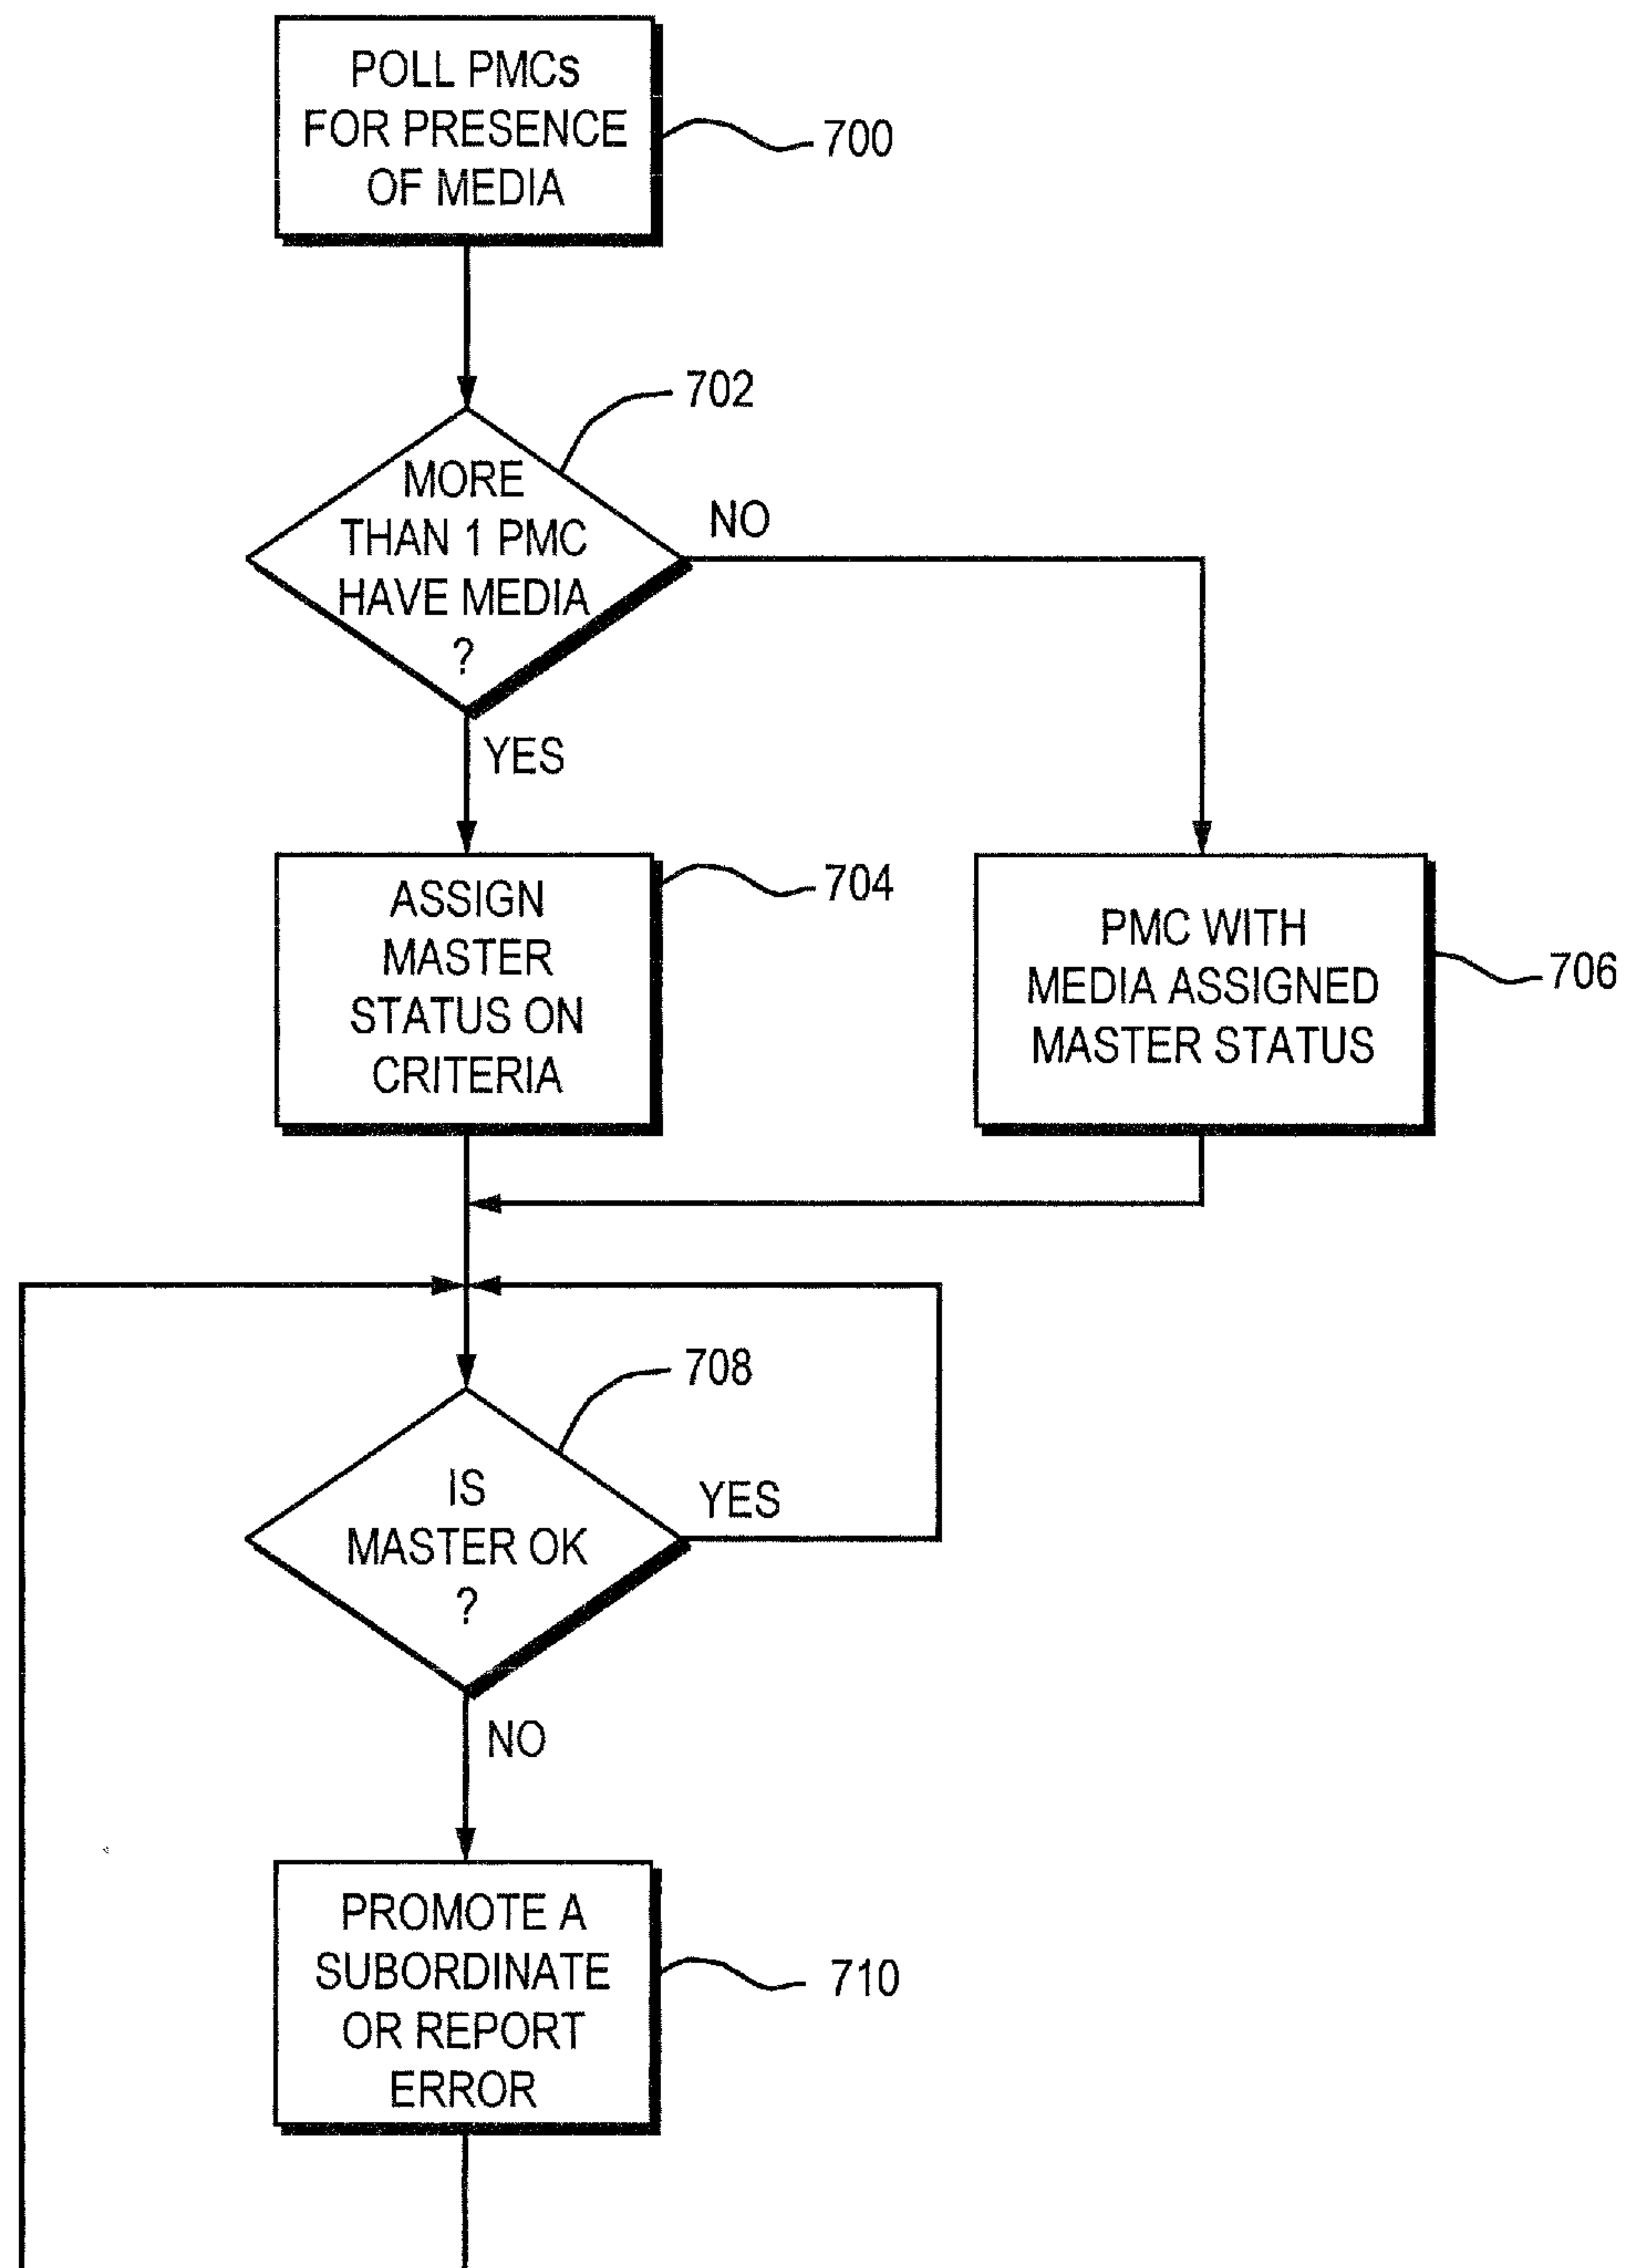 POLL PMCs
FOR PRESENCE
OF MEDIA
700
702
MORE
THAN 1 PMC
HAVE MEDIA
?
NO
YES
704
ASSIGN
MASTER
STATUS ON
CRITERIA
PMC WITH
MEDIA ASSIGNED
MASTER STATUS
706
708
IS
MASTER OK
?
YES
NO
PROMOTE A
SUBORDINATE
OR REPORT
ERROR
710